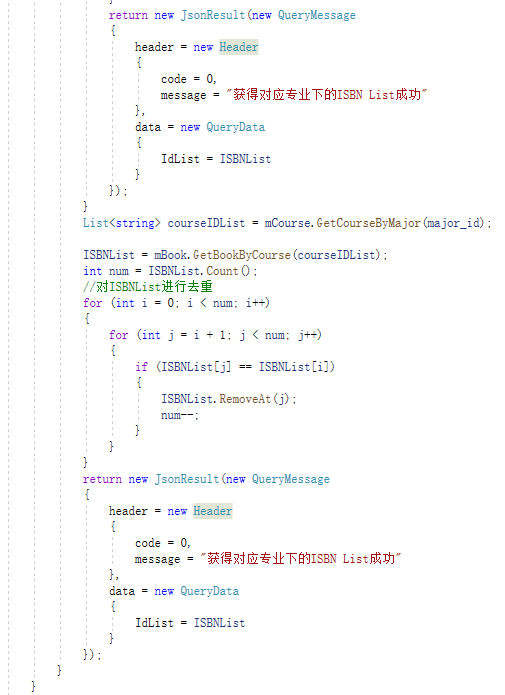 }
return new JsonResult(new QueryMessage
{
header = new Header
{
code = 0,
message = "获得对应专业下的ISBN List成功"
},
data = new QueryData
{
IdList = ISBNList
}
});
}
List<string> courseIDList = mCourse.GetCourseByMajor(major_id);
ISBNList = mBook.GetBookByCourse(courseIDList);
int num = ISBNList.Count();
//对ISBNList进行去重
for (int i = 0; i < num; i++)
{
for (int j = i + 1; j < num; j++)
{
if (ISBNList[j] == ISBNList[i])
{
ISBNList.RemoveAt(j);
num--;
}
}
}
return new JsonResult(new QueryMessage
{
header = new Header
{
code = 0,
message = "获得对应专业下的ISBN List成功"
},
data = new QueryData
{
IdList = ISBNList
}
});
}
}